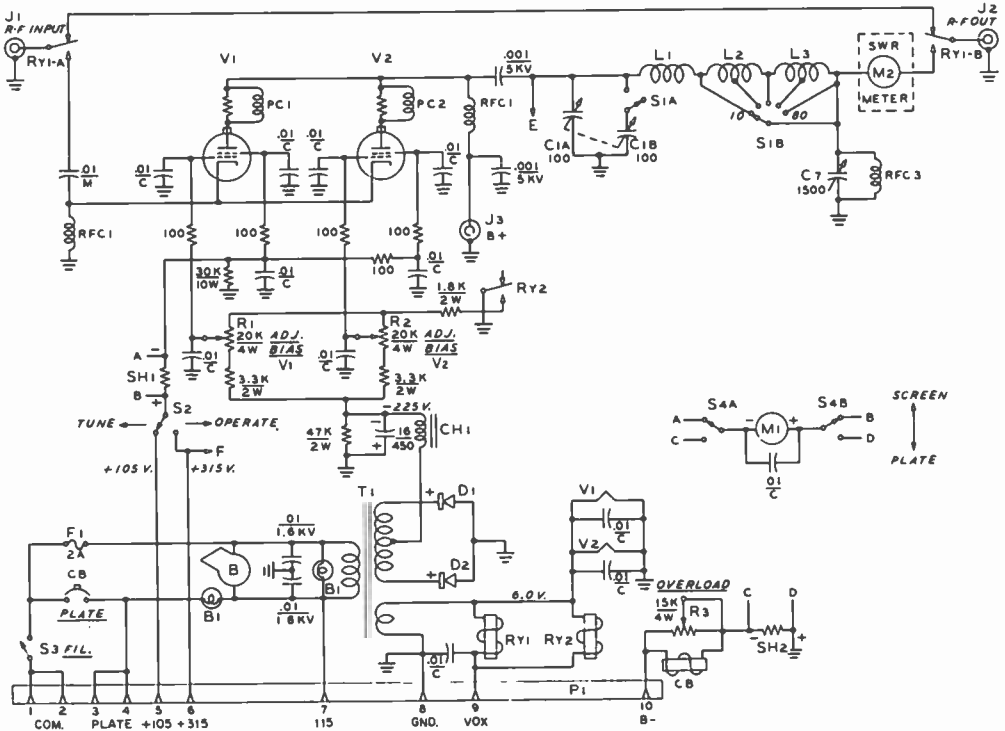 J1
R-F INPUT
RY1-A
J2
R-FOUT
RY1-B
V1
V2
PC1
PC2
.001
5KV
RFC1
E
L1
L2
L3
SWR
M2
METER
S1A
C1A
100
C1B
100
10
80
S1B
C7
1500
RFC3
.01
M
RFC1
.01
C
.01
C
.01
C
.01
C
.001
5KV
J3
B+
100
100
100
100
30K
10W
.01
C
100
.01
C
1.8K
2W
RY2
R1
20K
4W
ADJ.
BIAS
V1
R2
20K
4W
ADJ.
BIAS
V2
.01
C
.01
C
3.3K
2W
3.3K
2W
A
-
SH1
B
+
S2
TUNE
OPERATE
F
+105 V.
+315 V.
-225 V.
47K
2W
-
+
16
450
CH1
S4A
A
C
-
M1
+
S4B
B
D
.01
C
SCREEN
PLATE
F1
2A
CB
PLATE
S3 FIL.
B
B1
.01
1.6KV
.01
1.6KV
B1
T1
+
D1
+
D2
6.0V.
V1
.01
C
V2
.01
C
RY1
RY2
.01
C
OVERLOAD
15K
4W
R3
CB
C
D
-
SH2
+
P1
1 2 3 4 5 6 7 8 9 10
COM. PLATE +105 +315 115 GND. VOX B-